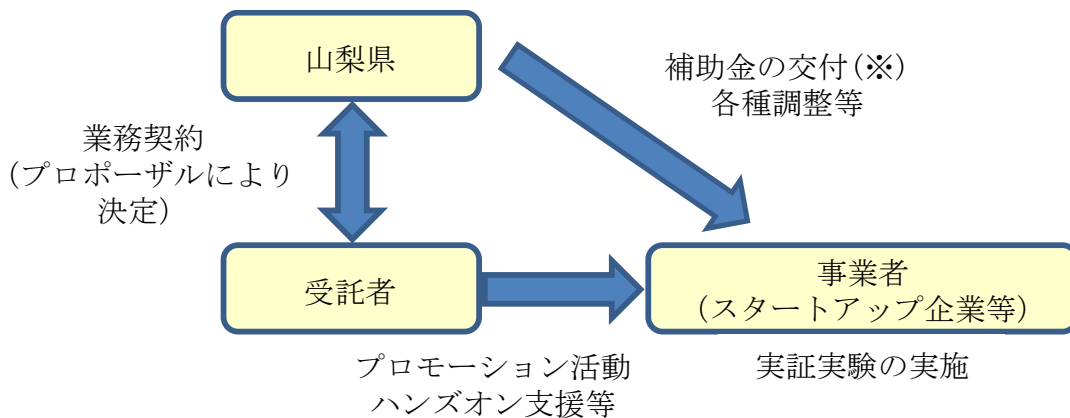 山梨県
補助金の交付(※)
各種調整等
業務契約
(プロポーザルにより
決定)
受託者
事業者
(スタートアップ企業等)
プロモーション活動
ハンズオン支援等
実証実験の実施